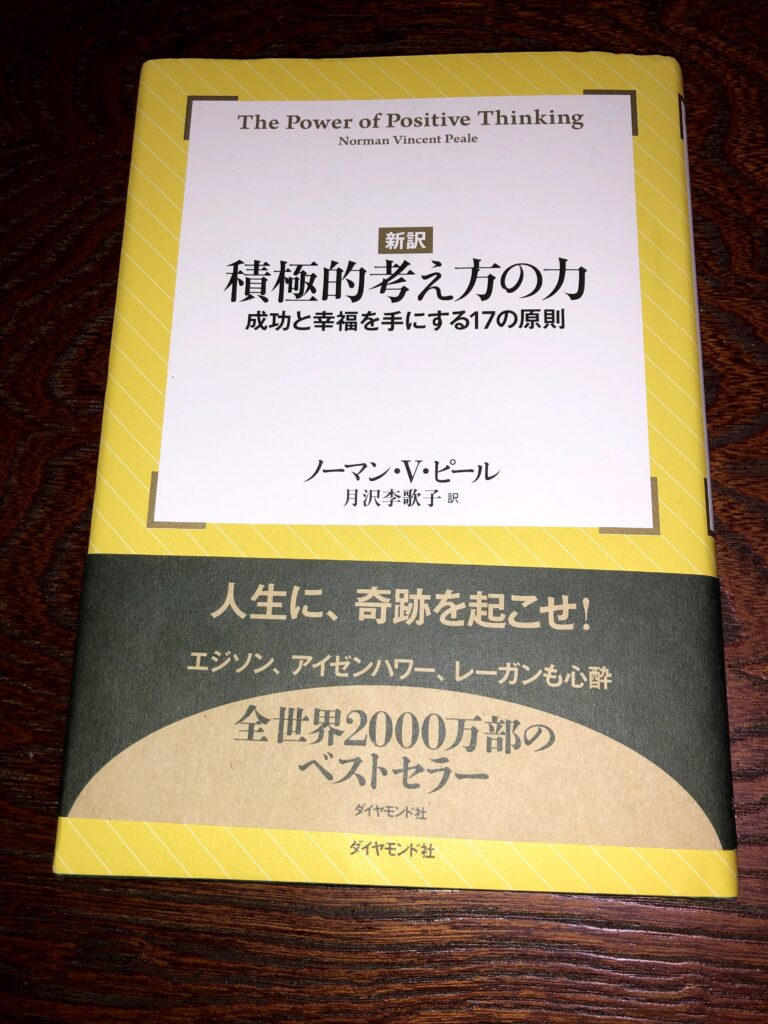 The Power of Positive Thinking
Norman Vincent Peale
新訳
積極的考え方の力
成功と幸福を手にする17の原則
ノーマン・V・ピール
月沢李歌子 訳
人生に、奇跡を起こせ!
エジソン、アイゼンハワー、レーガンも心酔
全世界2000万部の
ベストセラー
ダイヤモンド社
ダイヤモンド社